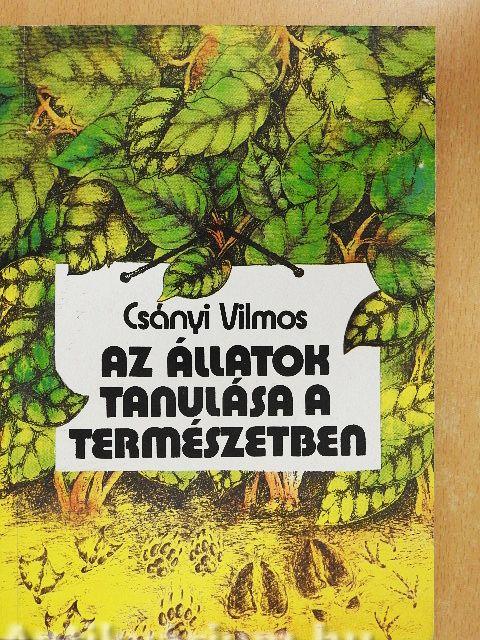 Csányi Vilmos
AZ ÁLLATOK
TANULÁSA A
TERMÉSZETBEN